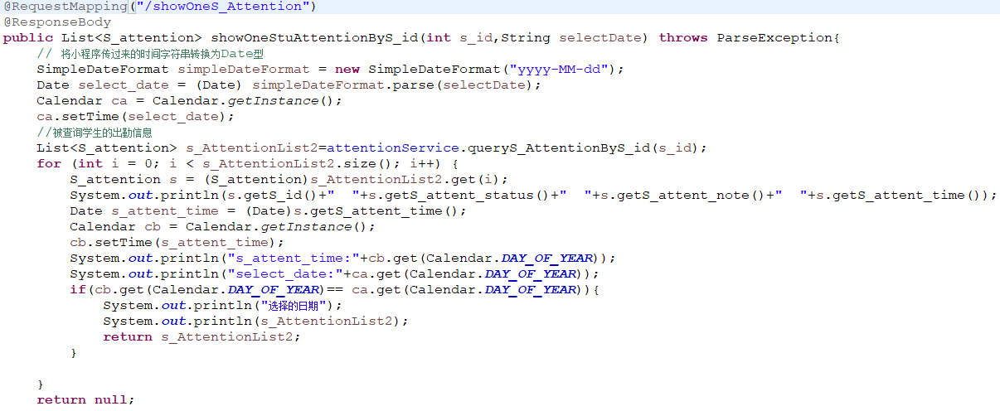 @RequestMapping("/showOneS_Attention")
@ResponseBody
public List<S_attention> showOneStuAttentionByS_id(int s_id,String selectDate) throws ParseException{
// 将小程序传过来的时间字符串转换为Date型
SimpleDateFormat simpleDateFormat = new SimpleDateFormat("yyyy-MM-dd");
Date select_date = (Date) simpleDateFormat.parse(selectDate);
Calendar ca = Calendar.getInstance();
ca.setTime(select_date);
//被查询学生的出勤信息
List<S_attention> s_AttentionList2=attentionService.queryS_AttentionByS_id(s_id);
for (int i = 0; i < s_AttentionList2.size(); i++) {
S_attention s = (S_attention)s_AttentionList2.get(i);
System.out.println(s.getS_id()+"  "+s.getS_attent_status()+"  "+s.getS_attent_note()+"  "+s.getS_attent_time());
Date s_attent_time = (Date)s.getS_attent_time();
Calendar cb = Calendar.getInstance();
cb.setTime(s_attent_time);
System.out.println("s_attent_time:"+cb.get(Calendar.DAY_OF_YEAR));
System.out.println("select_date:"+ca.get(Calendar.DAY_OF_YEAR));
if(cb.get(Calendar.DAY_OF_YEAR)== ca.get(Calendar.DAY_OF_YEAR)){
System.out.println("选择的日期");
System.out.println(s_AttentionList2);
return s_AttentionList2;
}
}
return null;